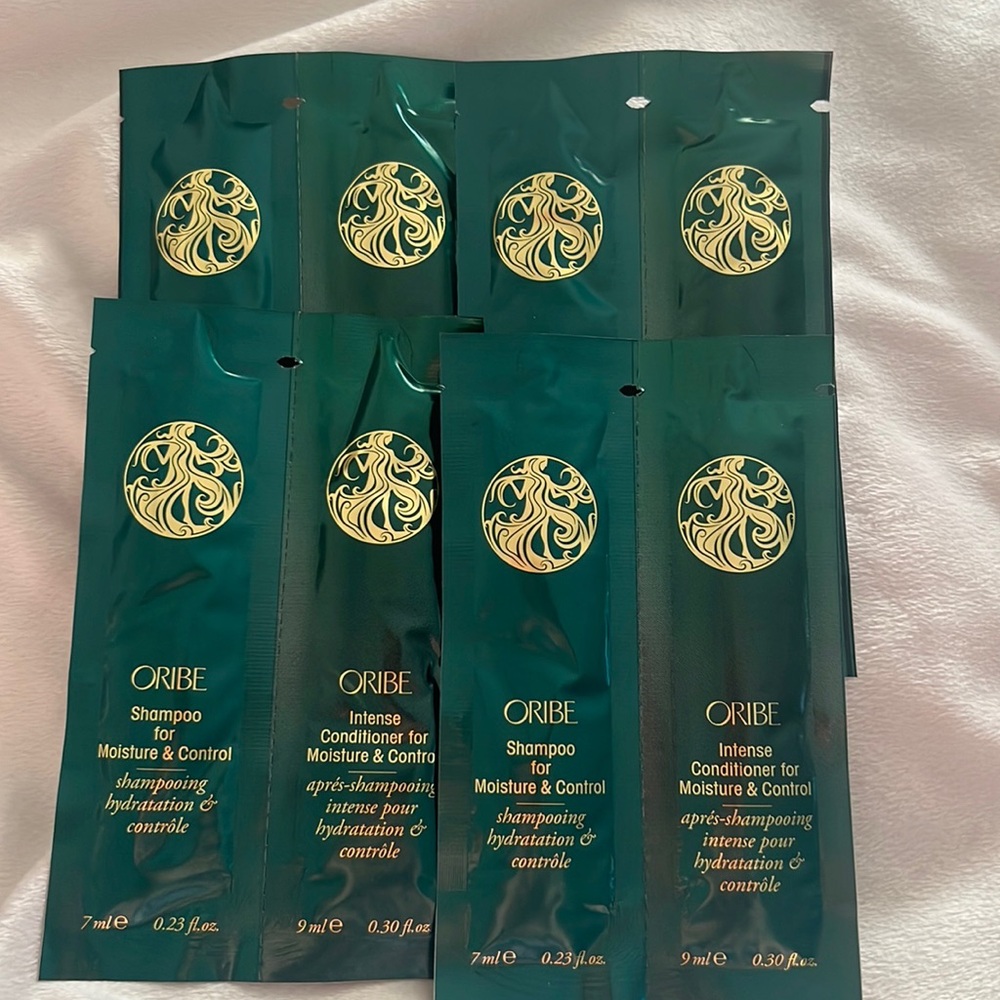 ORIBE
Shampoo
for
Moisture & Control
shampooing
hydratation &
contrôle
7 ml e 0.23 fl.oz.
ORIBE
Intense
Conditioner for
Moisture & Contro
aprés-shampooing
intense pour
hydratation &
contrôle
9 ml e 0.30 fl.oz
ORIBE
Shampoo
for
Moisture & Control
shampooing
hydratation &
contrôle
7 ml e 0.23 fl.oz.
ORIBE
Intense
Conditioner for
Moisture & Control
aprés-shampooing
intense pour
hydratation &
contrôle
9 ml e 0.30 fl.oz.